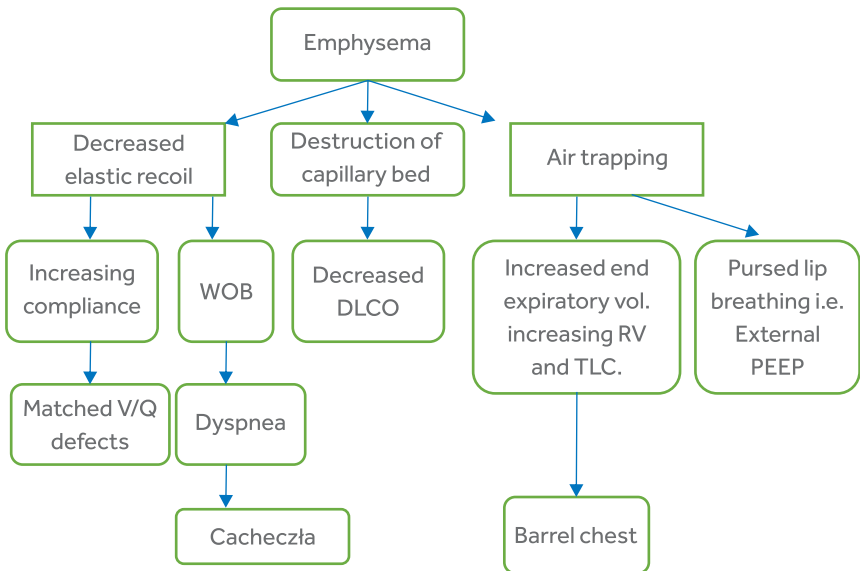 Emphysema
Decreased
elastic recoil
Destruction of
capillary bed
Air trapping
Increasing
compliance
WOB
Decreased
DLCO
Increased end
expiratory vol.
increasing RV
and TLC.
Pursed lip
breathing i.e.
External
PEEP
Matched V/Q
defects
Dyspnea
Cacheczła
Barrel chest